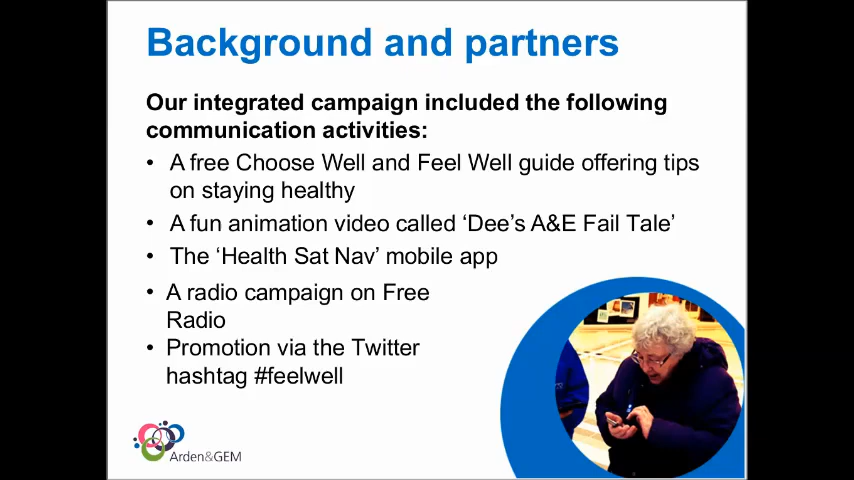 Background and partners
Our integrated campaign included the following
communication activities:
• A free Choose Well and Feel Well guide offering tips
on staying healthy
• A fun animation video called ‘Dee’s A&E Fail Tale’
• The ‘Health Sat Nav’ mobile app
• A radio campaign on Free
Radio
• Promotion via the Twitter
hashtag #feelwell
Arden&GEM